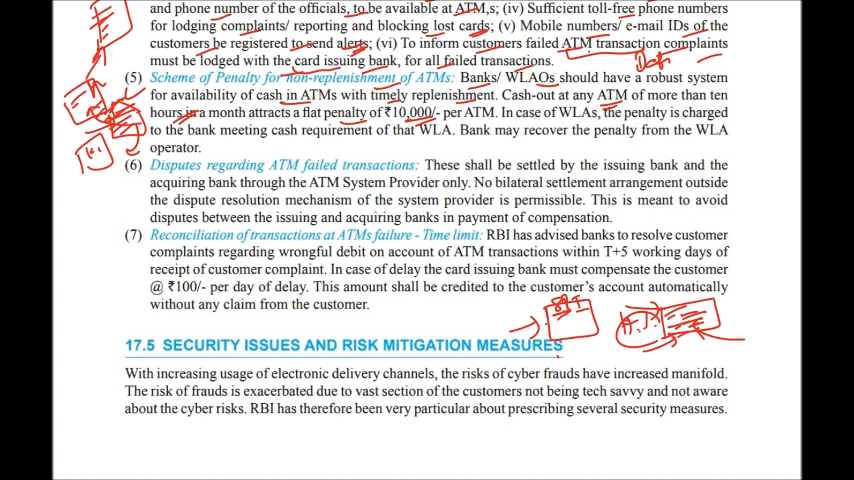 and phone number of the officials, to be available at ATM,s; (iv) Sufficient toll-free phone numbers
for lodging complaints/ reporting and blocking lost cards; (v) Mobile numbers/ e-mail IDs of the
customers be registered to send alerts; (vi) To inform customers failed ATM transaction complaints
must be lodged with the card issuing bank, for all failed transactions.
(5) Scheme of Penalty for non-replenishment of ATMs: Banks/ WLAOs should have a robust system
for availability of cash in ATMs with timely replenishment. Cash-out at any ATM of more than ten
hours in a month attracts a flat penalty of ₹10,000/- per ATM. In case of WLAs, the penalty is charged
to the bank meeting cash requirement of that WLA. Bank may recover the penalty from the WLA
operator.
(6) Disputes regarding ATM failed transactions: These shall be settled by the issuing bank and the
acquiring bank through the ATM System Provider only. No bilateral settlement arrangement outside
the dispute resolution mechanism of the system provider is permissible. This is meant to avoid
disputes between the issuing and acquiring banks in payment of compensation.
(7) Reconciliation of transactions at ATMs failure - Time limit: RBI has advised banks to resolve customer
complaints regarding wrongful debit on account of ATM transactions within T+5 working days of
receipt of customer complaint. In case of delay the card issuing bank must compensate the customer
@ ₹100/- per day of delay. This amount shall be credited to the customer's account automatically
without any claim from the customer.
17.5 SECURITY ISSUES AND RISK MITIGATION MEASURES
With increasing usage of electronic delivery channels, the risks of cyber frauds have increased manifold.
The risk of frauds is exacerbated due to vast section of the customers not being tech savvy and not aware
about the cyber risks. RBI has therefore been very particular about prescribing several security measures.